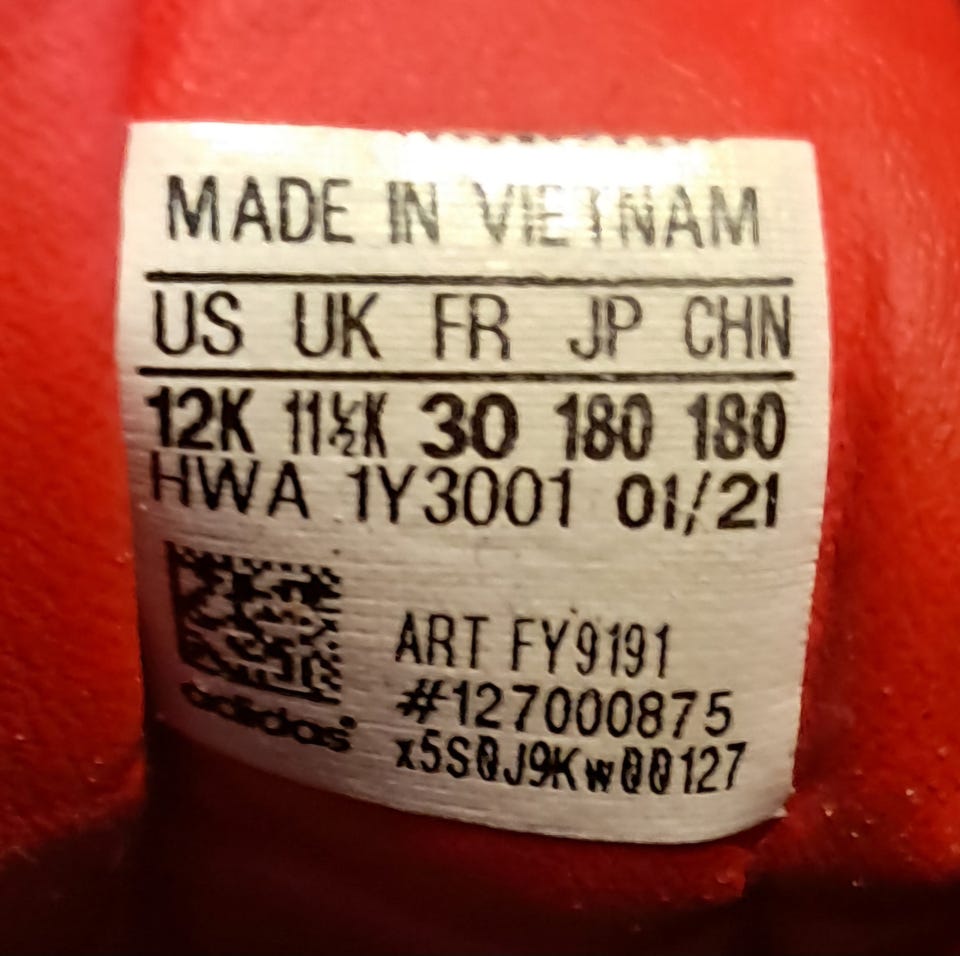 MADE IN VIETNAM
US UK FR JP CHN
12K 11½K 30 180 180
HWA 1Y3001 01/21
ART FY9191
#127000875
x5S0J9Kw00127
adidas